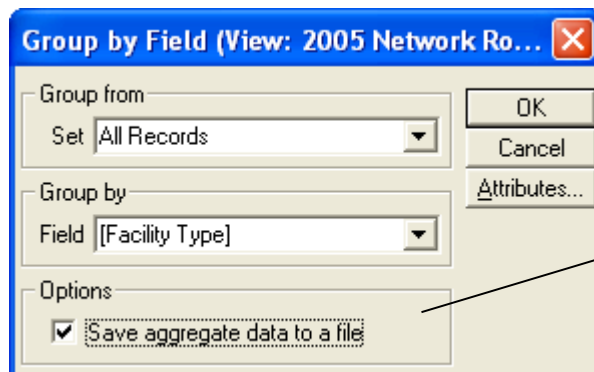 Group by Field (View: 2005 Network Ro...
Group from
Set All Records
OK
Cancel
Group by
Attributes...
Field [Facility Type]
Options
Save aggregate data to a file